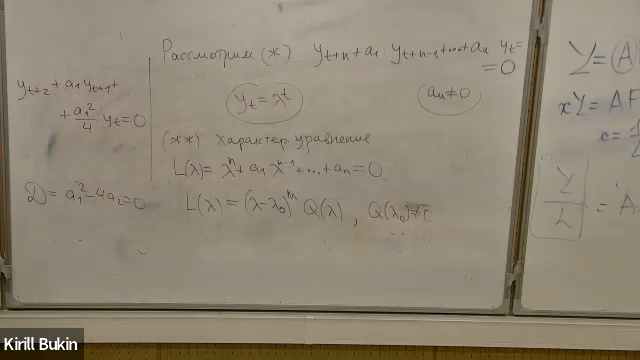 y_{t+2} + a_1 y_{t+1} +
+ \frac{a_1^2}{4} y_t = 0
D = a_1^2 - 4a_2 = 0
Рассмотрим (*) y_{t+n} + a_1 · y_{t+n-1} + ... + a_n y_t =
= 0
y_t = λ^t
a_n ≠ 0
(**) Характер. уравнение
L(λ) = λ^n + a_1 λ^{n-1} + ... + a_n = 0
L(λ) = (λ - λ_0)^m Q(λ), Q(λ_0) ≠ 0
Y = A
xY = AF
\frac{Y}{L} = A
Kirill Bukin